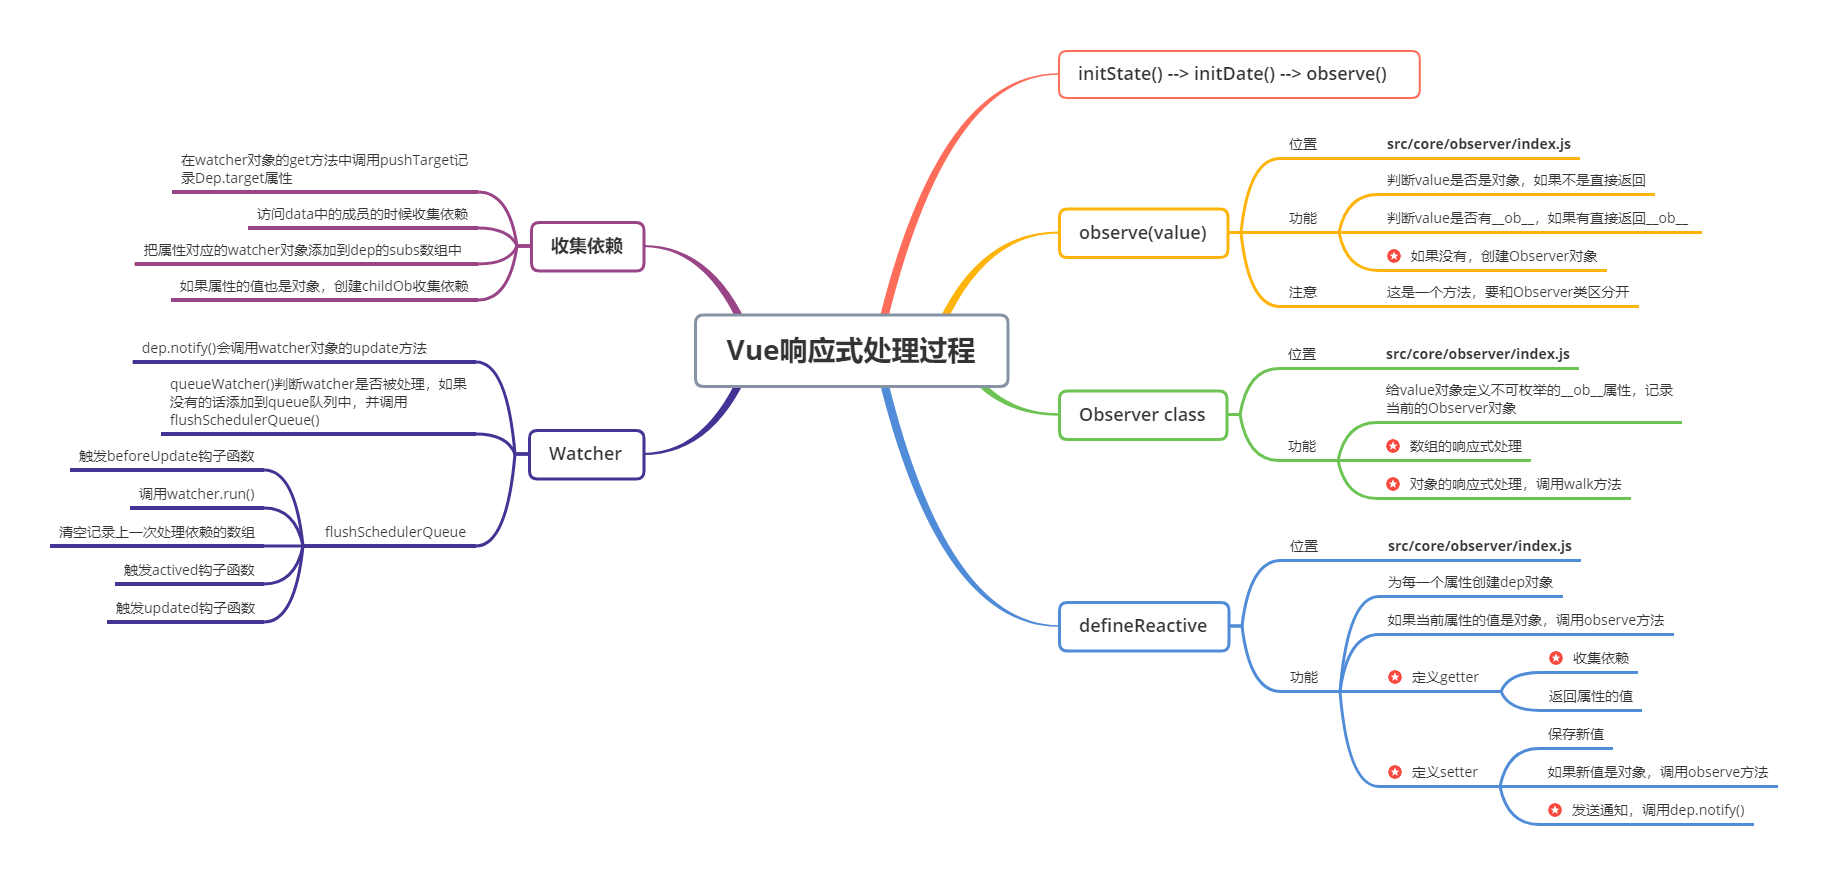 Vue响应式处理过程
initState() --> initDate() --> observe()
observe(value)
位置
src/core/observer/index.js
功能
判断value是否是对象，如果不是直接返回
判断value是否有__ob__，如果有直接返回__ob__
如果没有，创建Observer对象
注意
这是一个方法，要和Observer类区分开
Observer class
位置
src/core/observer/index.js
功能
给value对象定义不可枚举的__ob__属性，记录
当前的Observer对象
数组的响应式处理
对象的响应式处理，调用walk方法
defineReactive
位置
src/core/observer/index.js
功能
为每一个属性创建dep对象
如果当前属性的值是对象，调用observe方法
定义getter
收集依赖
返回属性的值
定义setter
保存新值
如果新值是对象，调用observe方法
发送通知，调用dep.notify()
收集依赖
在watcher对象的get方法中调用pushTarget记
录Dep.target属性
访问data中的成员的时候收集依赖
把属性对应的watcher对象添加到dep的subs数组中
如果属性的值也是对象，创建childOb收集依赖
Watcher
dep.notify()会调用watcher对象的update方法
queueWatcher()判断watcher是否被处理，如果
没有的话添加到queue队列中，并调用
flushSchedulerQueue()
flushSchedulerQueue
触发beforeUpdate钩子函数
调用watcher.run()
清空记录上一次处理依赖的数组
触发actived钩子函数
触发updated钩子函数